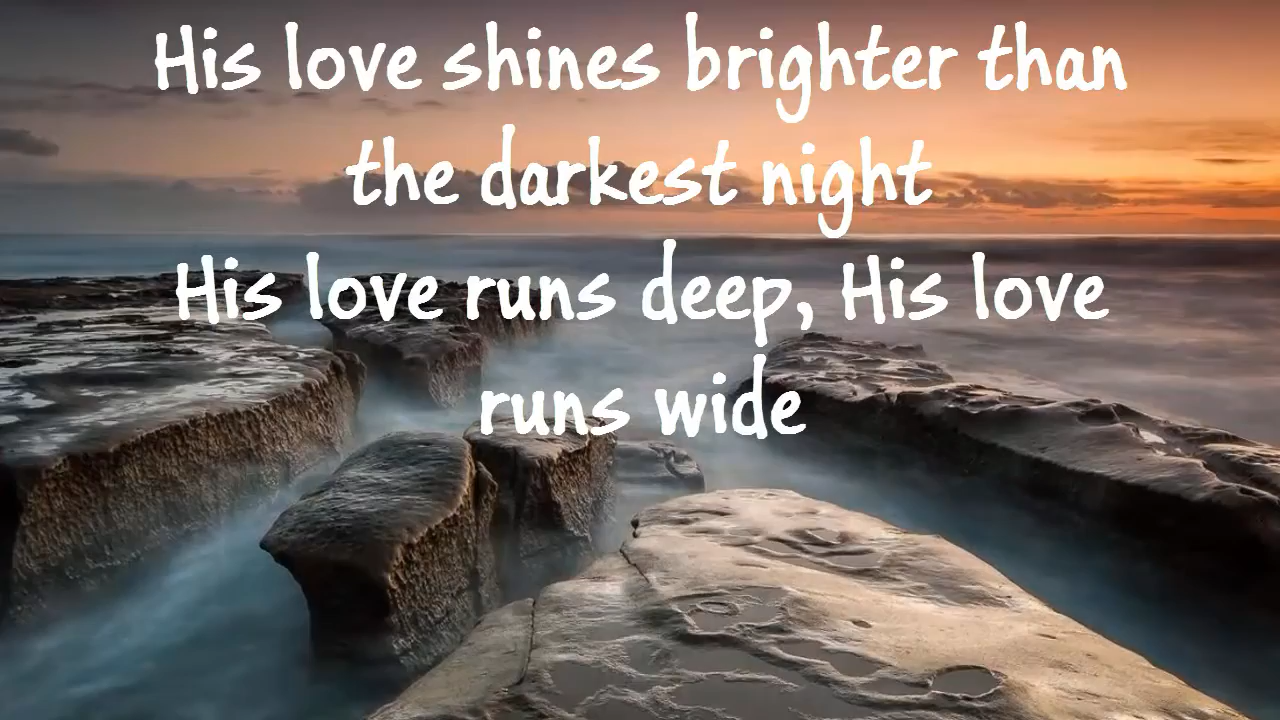 His love shines brighter than
the darkest night
His love runs deep, His love
runs wide